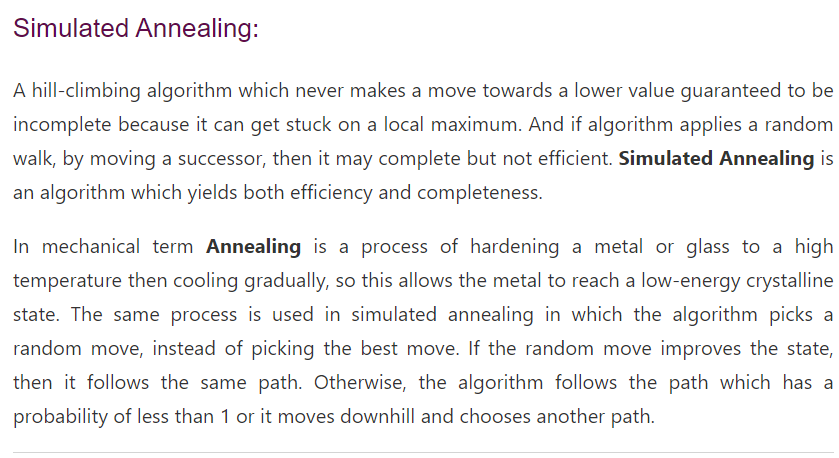 Simulated Annealing:
A hill-climbing algorithm which never makes a move towards a lower value guaranteed to be
incomplete because it can get stuck on a local maximum. And if algorithm applies a random
walk, by moving a successor, then it may complete but not efficient. Simulated Annealing is
an algorithm which yields both efficiency and completeness.
In mechanical term Annealing is a process of hardening a metal or glass to a high
temperature then cooling gradually, so this allows the metal to reach a low-energy crystalline
state. The same process is used in simulated annealing in which the algorithm picks a
random move, instead of picking the best move. If the random move improves the state,
then it follows the same path. Otherwise, the algorithm follows the path which has a
probability of less than 1 or it moves downhill and chooses another path.